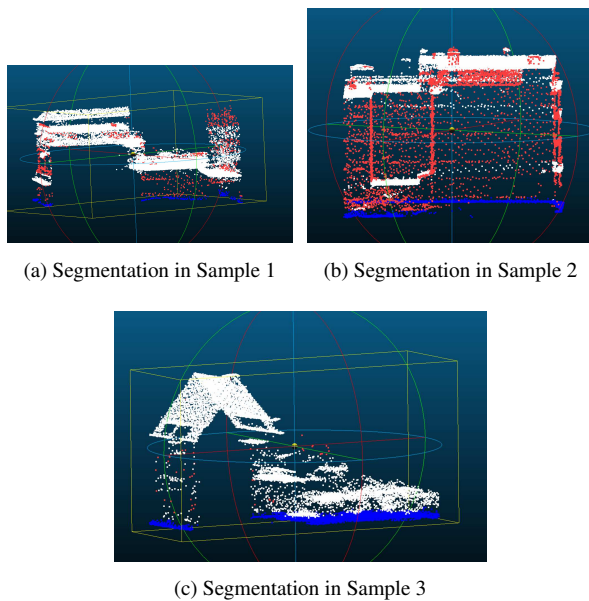 (a) Segmentation in Sample 1
(b) Segmentation in Sample 2
(c) Segmentation in Sample 3